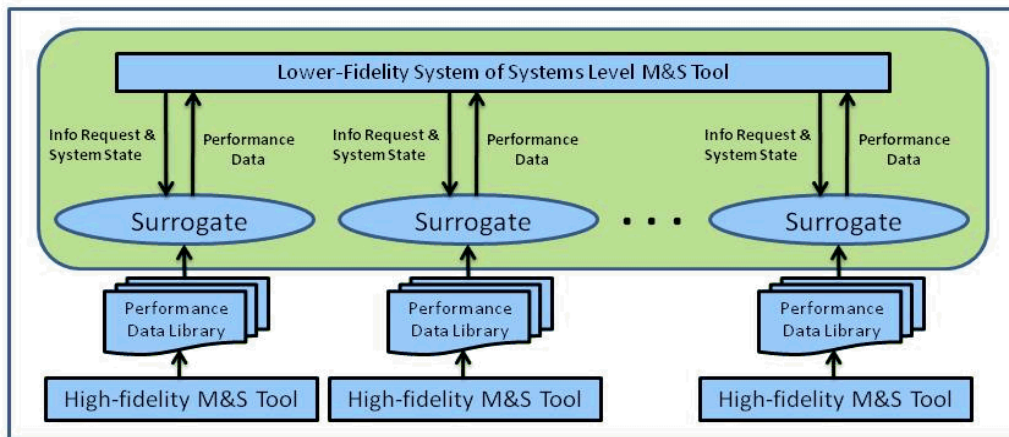 Lower-Fidelity System of Systems Level M&S Tool
Info Request &
System State
Performance
Data
Info Request &
System State
Performance
Data
Info Request &
System State
Performance
Data
Surrogate
Surrogate
. . .
Surrogate
Performance
Data Library
Performance
Data Library
Performance
Data Library
High-fidelity M&S Tool
High-fidelity M&S Tool
High-fidelity M&S Tool